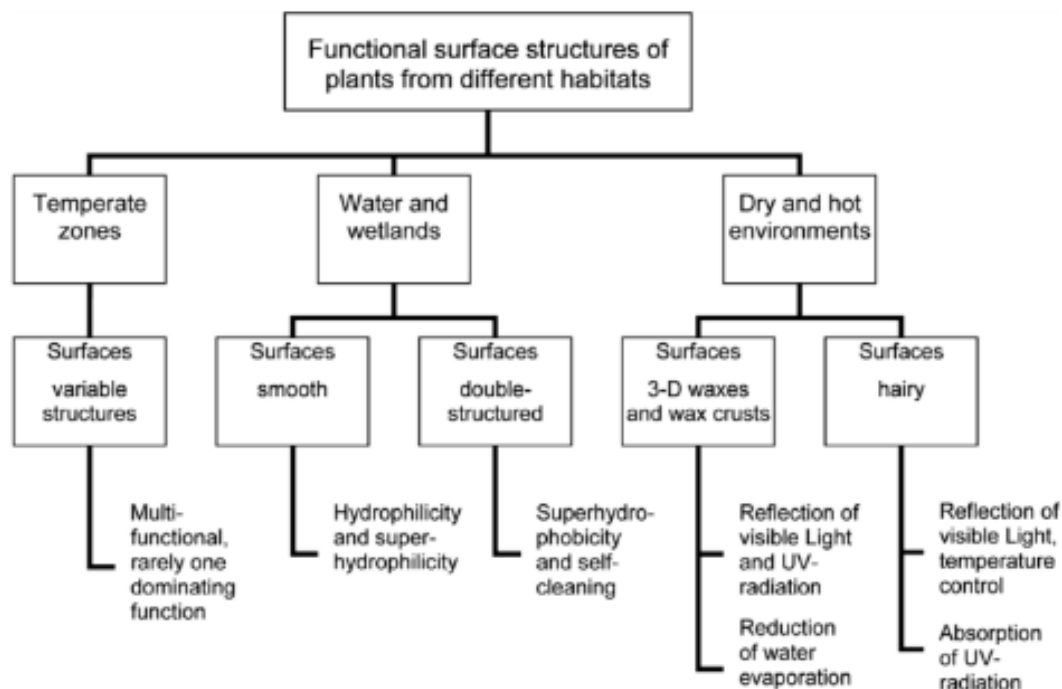 Functional surface structures of
plants from different habitats
Temperate
zones
Water and
wetlands
Dry and hot
environments
Surfaces
variable
structures
Surfaces
smooth
Surfaces
double-
structured
Surfaces
3-D waxes
and wax crusts
Surfaces
hairy
Multi-
functional,
rarely one
dominating
function
Hydrophilicity
and super-
hydrophilicity
Superhydro-
phobicity
and self-
cleaning
Reflection of
visible Light
and UV-
radiation
Reduction
of water
evaporation
Reflection of
visible Light,
temperature
control
Absorption
of UV-
radiation